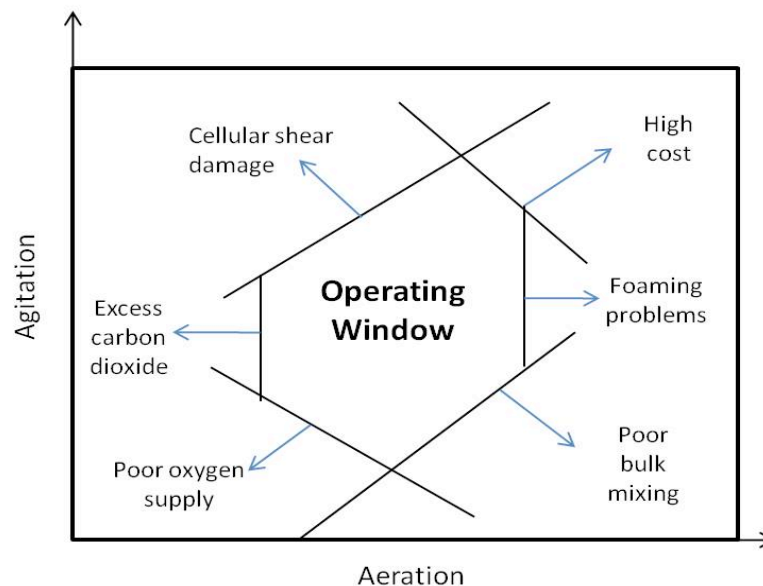 Cellular shear
damage
High
cost
Agitation
Operating
Window
Excess
carbon
dioxide
Foaming
problems
Poor oxygen
supply
Poor
bulk
mixing
Aeration